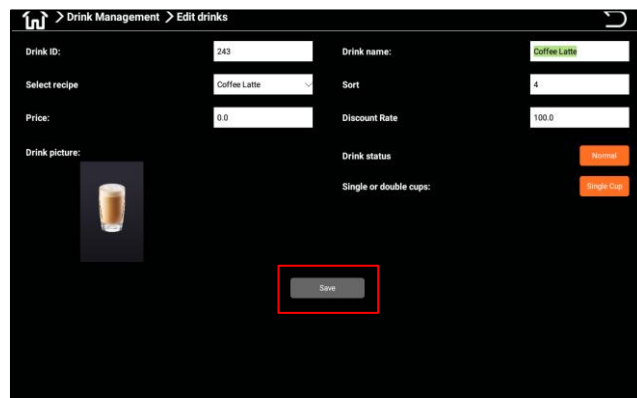 Drink Management > Edit drinks
Drink ID: 243 Drink name: Coffee Latte
Select recipe Coffee Latte Sort 4
Price: 0.0 Discount Rate 100.0
Drink picture: Drink status Normal
Single or double cups: Single Cup
Save